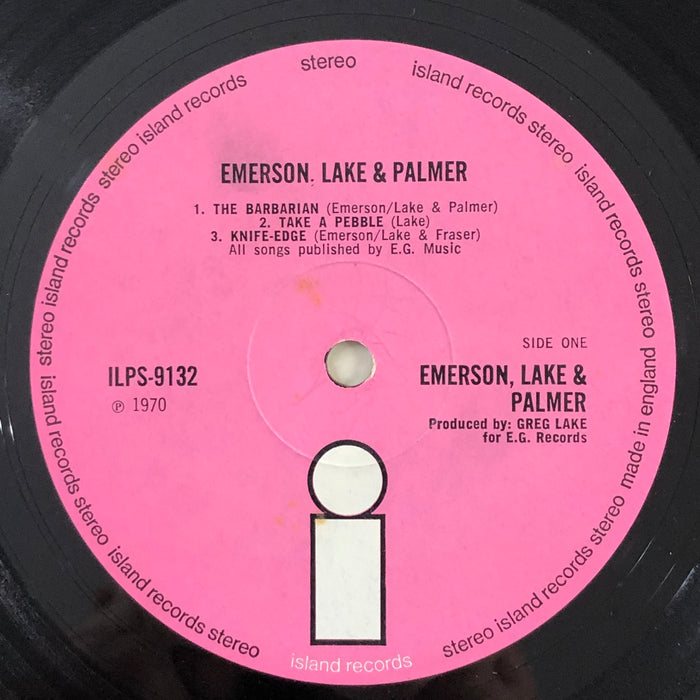 EMERSON. LAKE & PALMER
1. THE BARBARIAN (Emerson/Lake & Palmer)
2. TAKE A PEBBLE (Lake)
3. KNIFE-EDGE (Emerson/Lake & Fraser)
All songs published by E.G. Music
ILPS-9132
℗ 1970
SIDE ONE
EMERSON, LAKE &
PALMER
Produced by: GREG LAKE
for E.G. Records
i
stereo island records stereo island records stereo island records stereo stereo island records stereo island records stereo made in england stereo island records stereo island records
island records